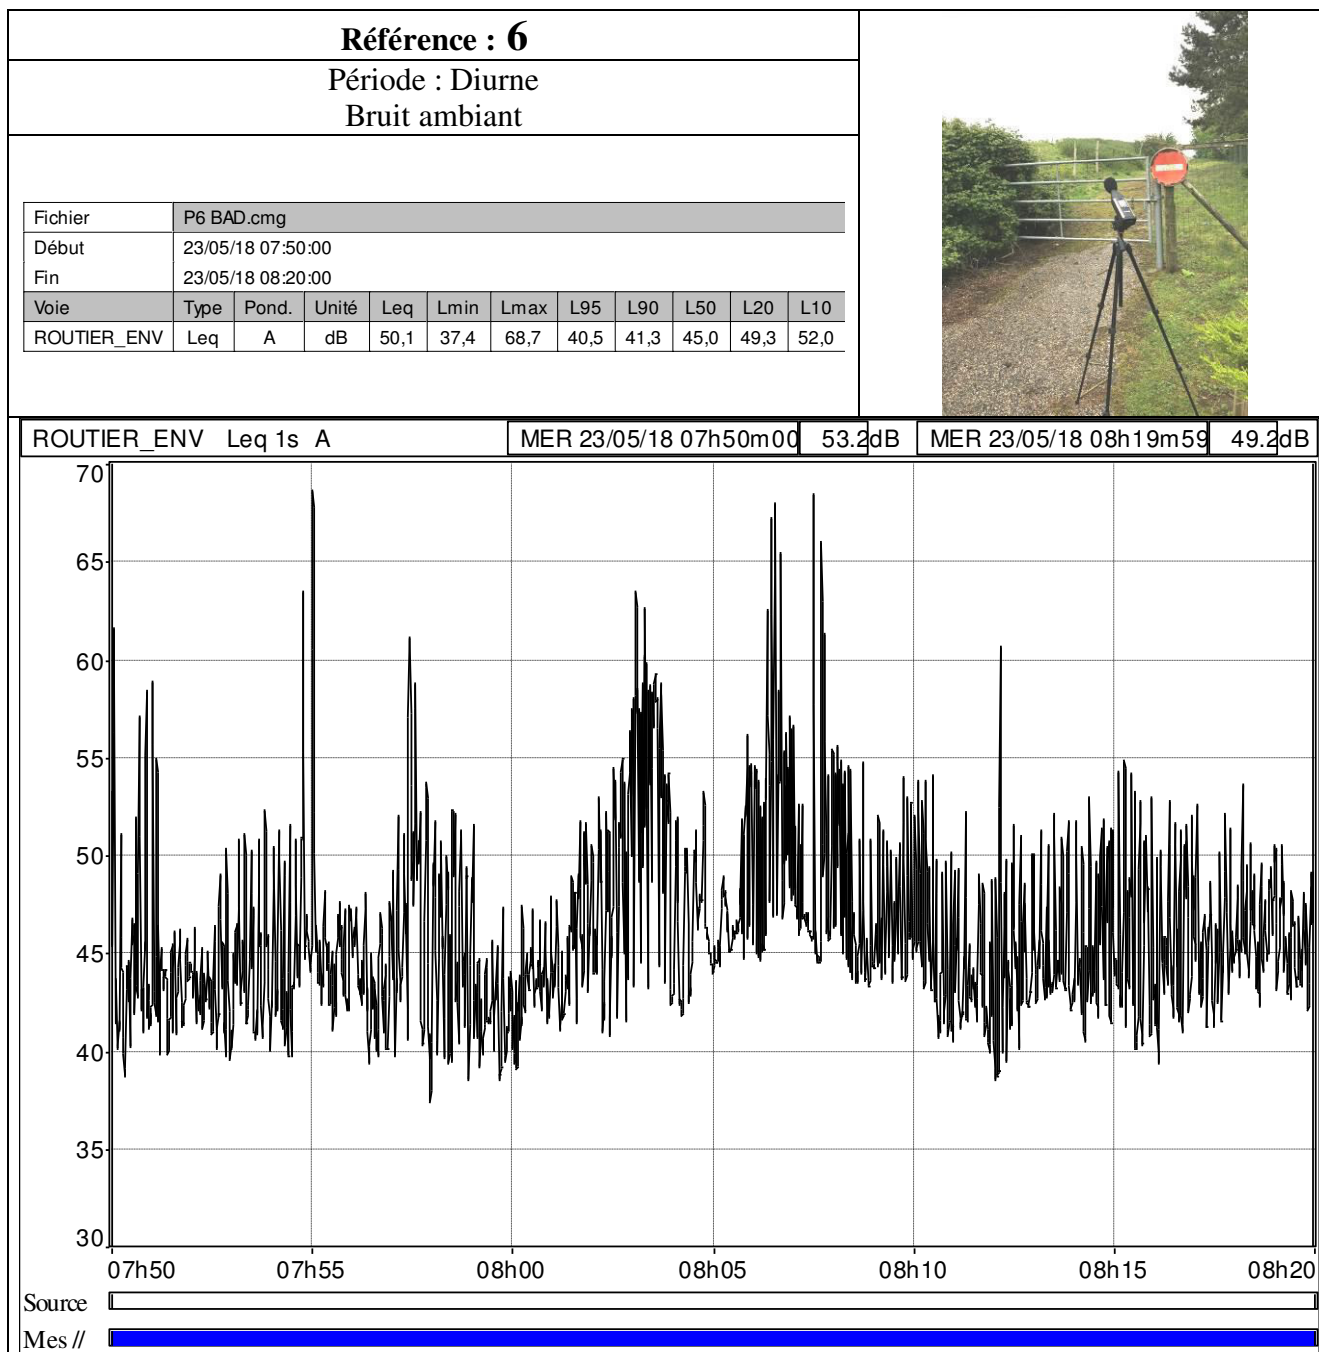 Référence : 6
Période : Diurne
Bruit ambiant
Fichier P6 BAD.cmg
Début 23/05/18 07:50:00
Fin 23/05/18 08:20:00
Voie Type Pond. Unité Leq Lmin Lmax L95 L90 L50 L20 L10
ROUTIER_ENV Leq A dB 50,1 37,4 68,7 40,5 41,3 45,0 49,3 52,0
ROUTIER_ENV Leq 1s A MER 23/05/18 07h50m00 53.2dB MER 23/05/18 08h19m59 49.2dB
70
65
60
55
50
45
40
35
30
07h50 07h55 08h00 08h05 08h10 08h15 08h20
Source
Mes //